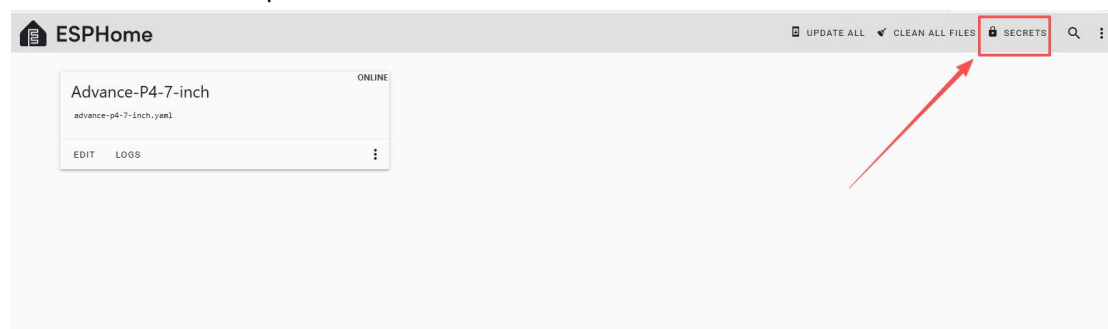 ESPHome
UPDATE ALL CLEAN ALL FILES SECRETS
ONLINE
Advance-P4-7-inch
advance-p4-7-inch.yaml
EDIT LOGS